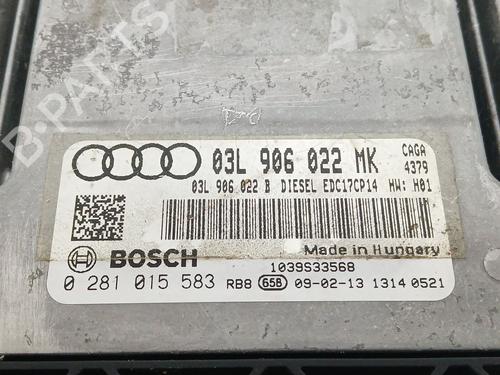 B-PARTS
03L 906 022 MK CAGA
4379
03L 906 022 B DIESEL EDC17CP14 HW: H01
Made in Hungary
BOSCH 1039S33568
0 281 015 583 RB8 65B 09-02-13 1314 0521